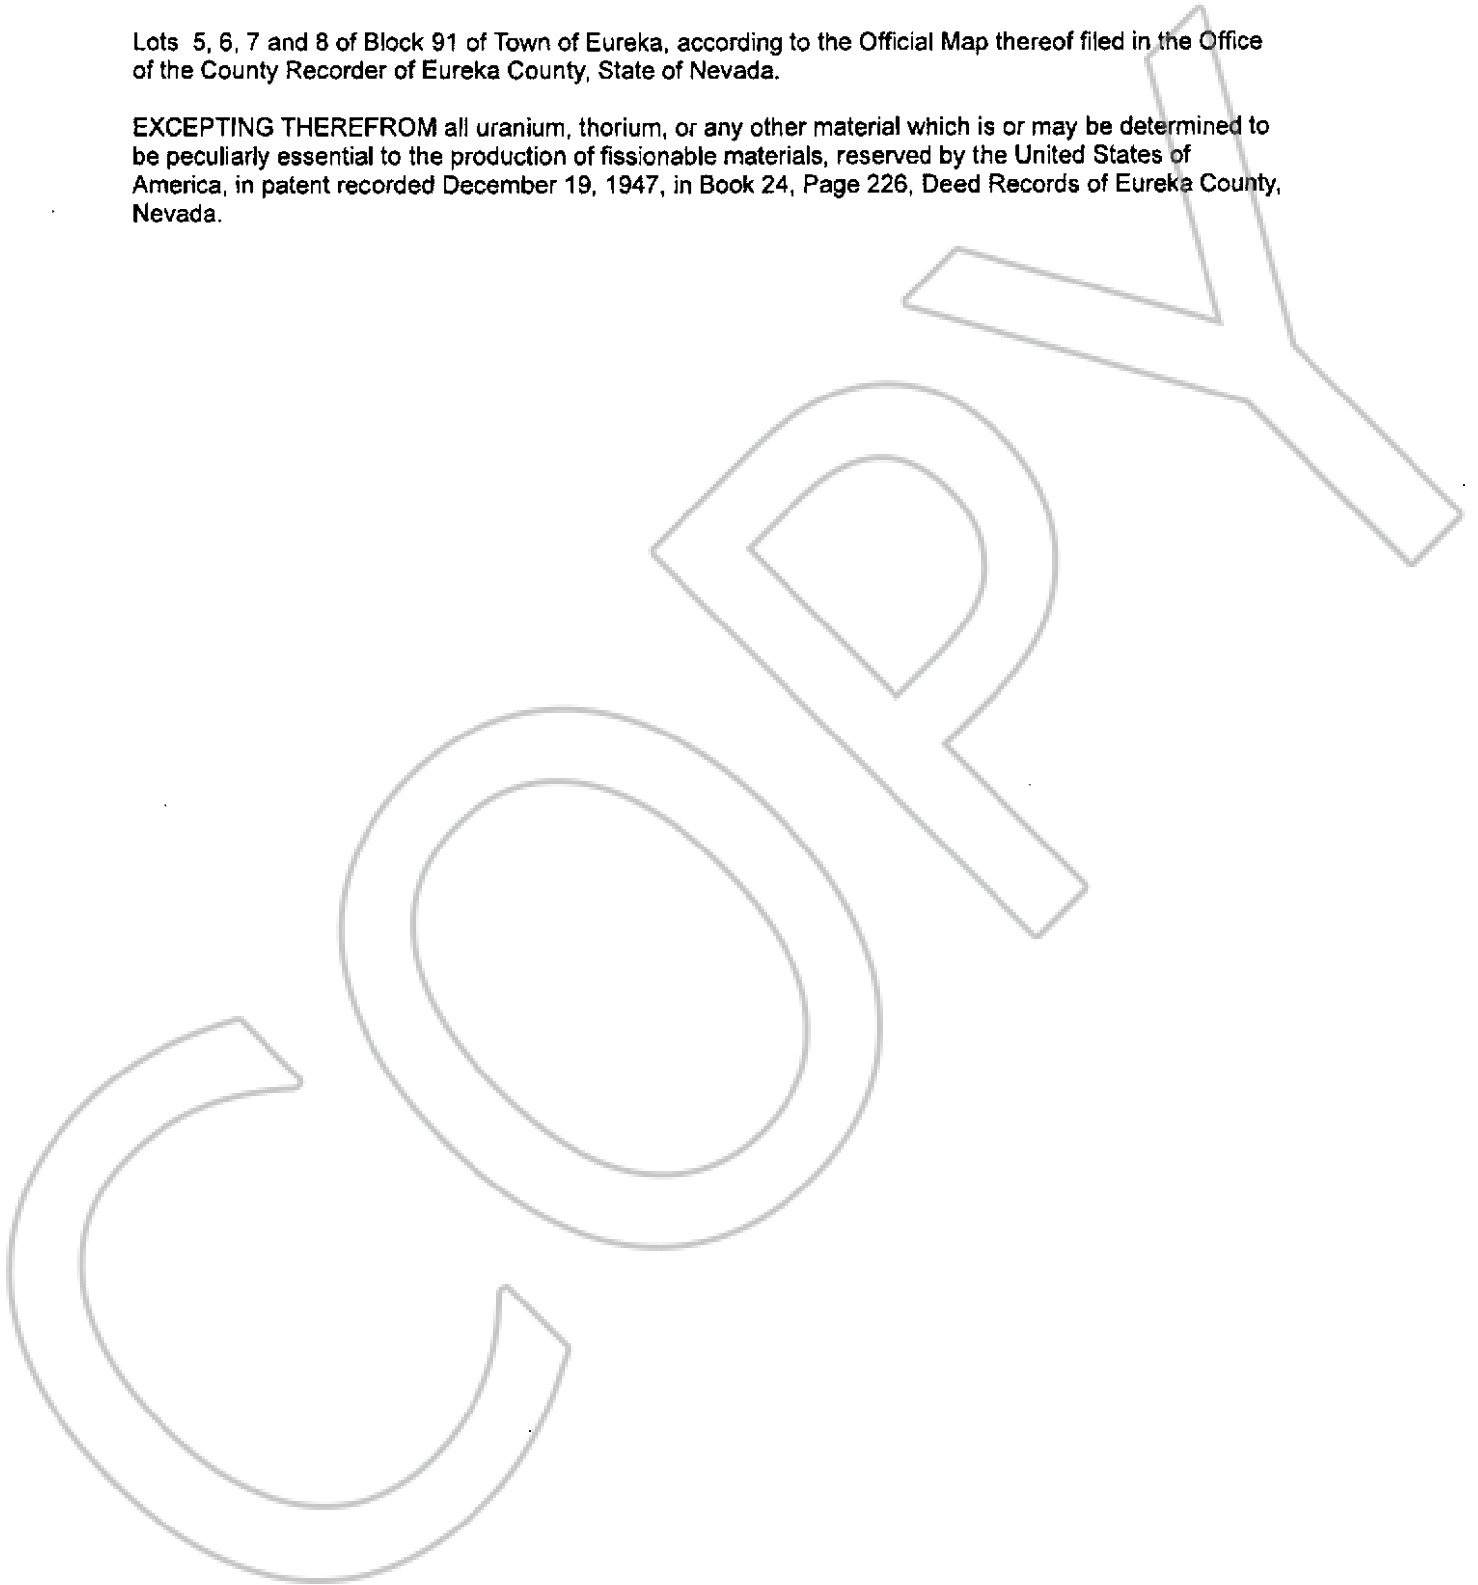 Lots 5, 6, 7 and 8 of Block 91 of Town of Eureka, according to the Official Map thereof filed in the Office
of the County Recorder of Eureka County, State of Nevada.
EXCEPTING THEREFROM all uranium, thorium, or any other material which is or may be determined to
be peculiarly essential to the production of fissionable materials, reserved by the United States of
America, in patent recorded December 19, 1947, in Book 24, Page 226, Deed Records of Eureka County,
Nevada.
COPY